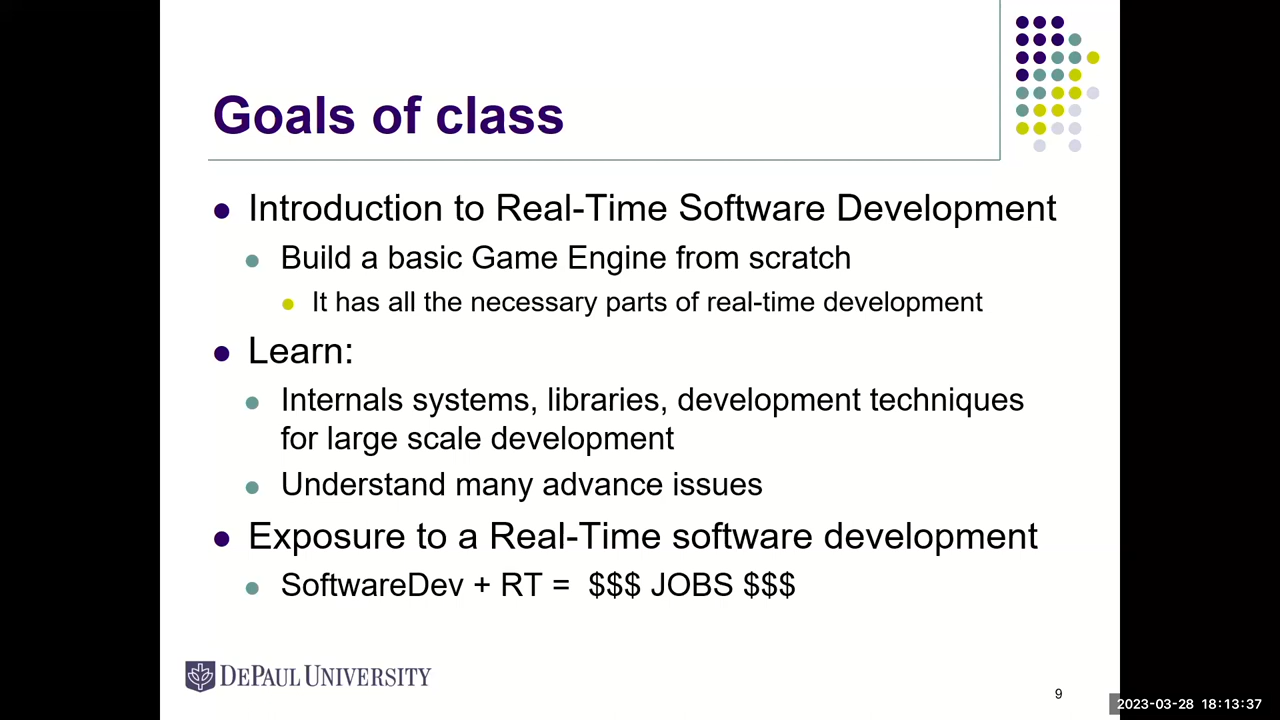 Goals of class
Introduction to Real-Time Software Development
Build a basic Game Engine from scratch
It has all the necessary parts of real-time development
Learn:
Internals systems, libraries, development techniques
for large scale development
Understand many advance issues
Exposure to a Real-Time software development
SoftwareDev + RT = $$$ JOBS $$$
DEPAUL UNIVERSITY
9
2023-03-28 18:13:37